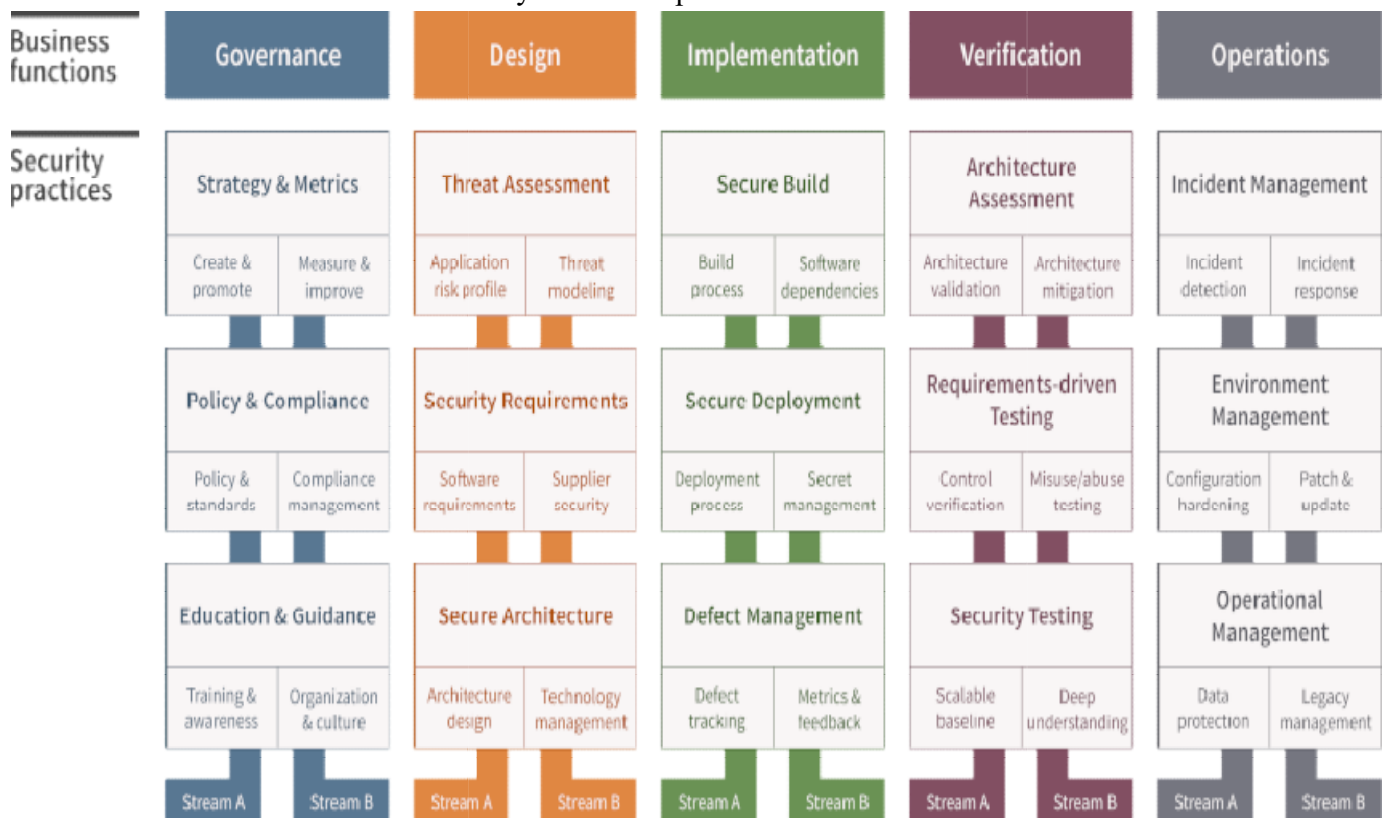 Business
functions
Governance
Design
Implementation
Verification
Operations
Security
practices
Strategy & Metrics
Create &
promote
Measure &
improve
Threat Assessment
Application
risk profile
Threat
modeling
Secure Build
Build
process
Software
dependencies
Architecture
Assessment
Architecture
validation
Architecture
mitigation
Incident Management
Incident
detection
Incident
response
Policy & Compliance
Policy &
standards
Compliance
management
Security Requirements
Software
requirements
Supplier
security
Secure Deployment
Deployment
process
Secret
management
Requirements-driven
Testing
Control
verification
Misuse/abuse
testing
Environment
Management
Configuration
hardening
Patch &
update
Education & Guidance
Training &
awareness
Organization
& culture
Secure Architecture
Architecture
design
Technology
management
Defect Management
Defect
tracking
Metrics &
feedback
Security Testing
Scalable
baseline
Deep
understanding
Operational
Management
Data
protection
Legacy
management
Stream A
Stream B
Stream A
Stream B
Stream A
Stream B
Stream A
Stream B
Stream A
Stream B